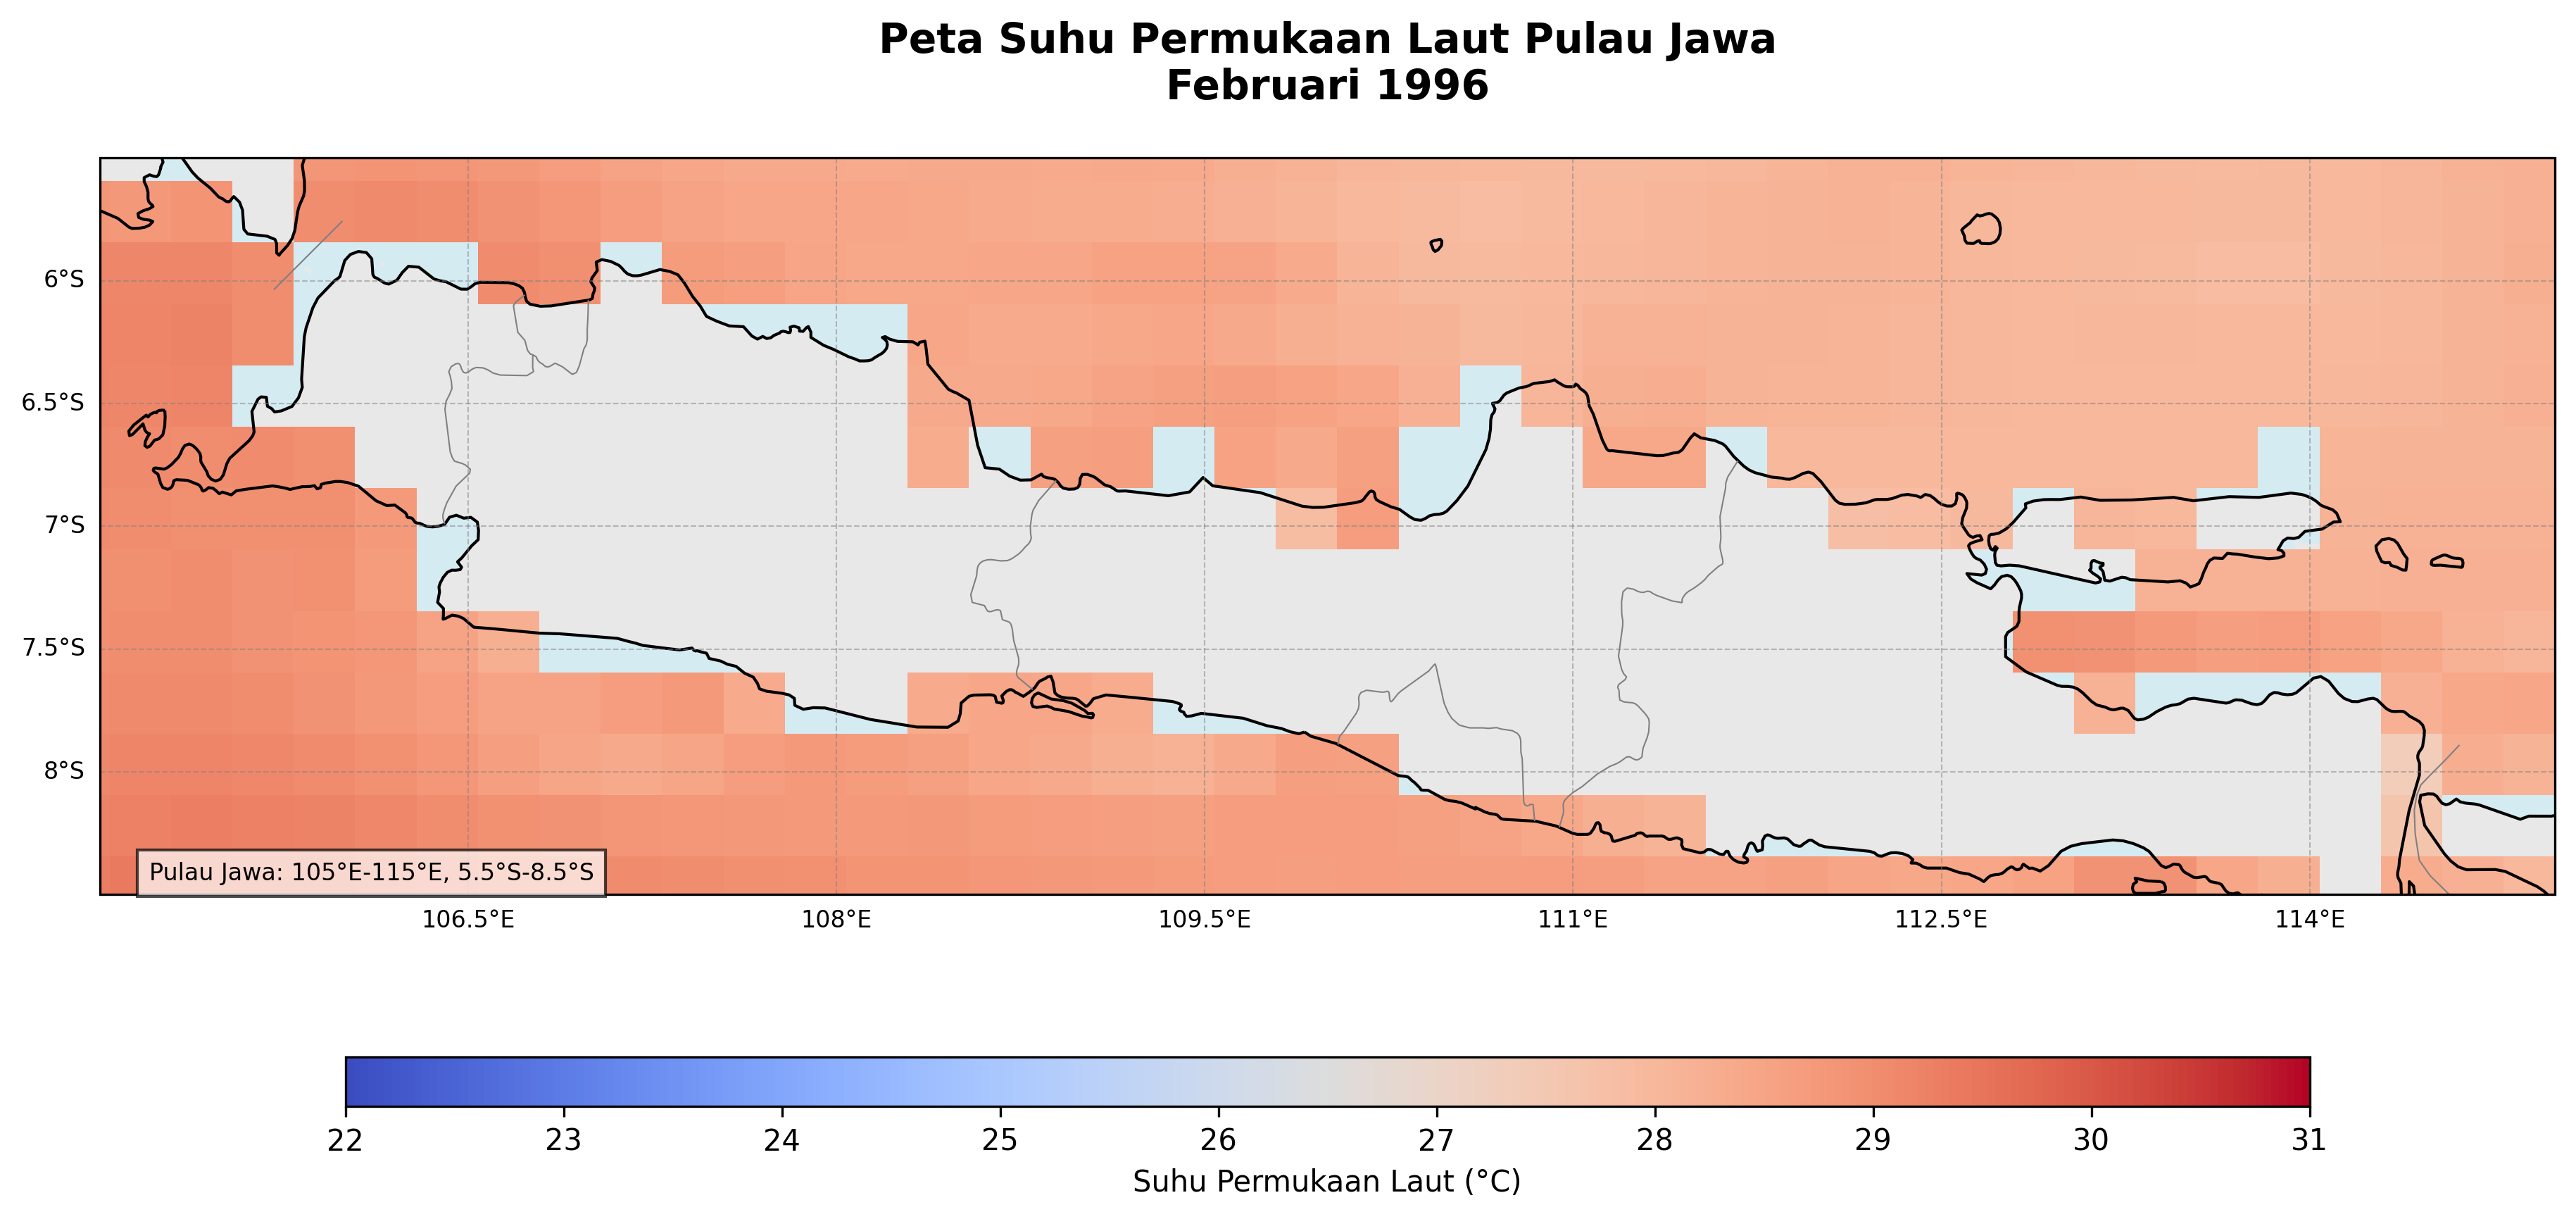 Peta Suhu Permukaan Laut Pulau Jawa
Februari 1996
6°S
6.5°S
7°S
7.5°S
8°S
Pulau Jawa: 105°E-115°E, 5.5°S-8.5°S
106.5°E 108°E 109.5°E 111°E 112.5°E 114°E
22 23 24 25 26 27 28 29 30 31
Suhu Permukaan Laut (°C)